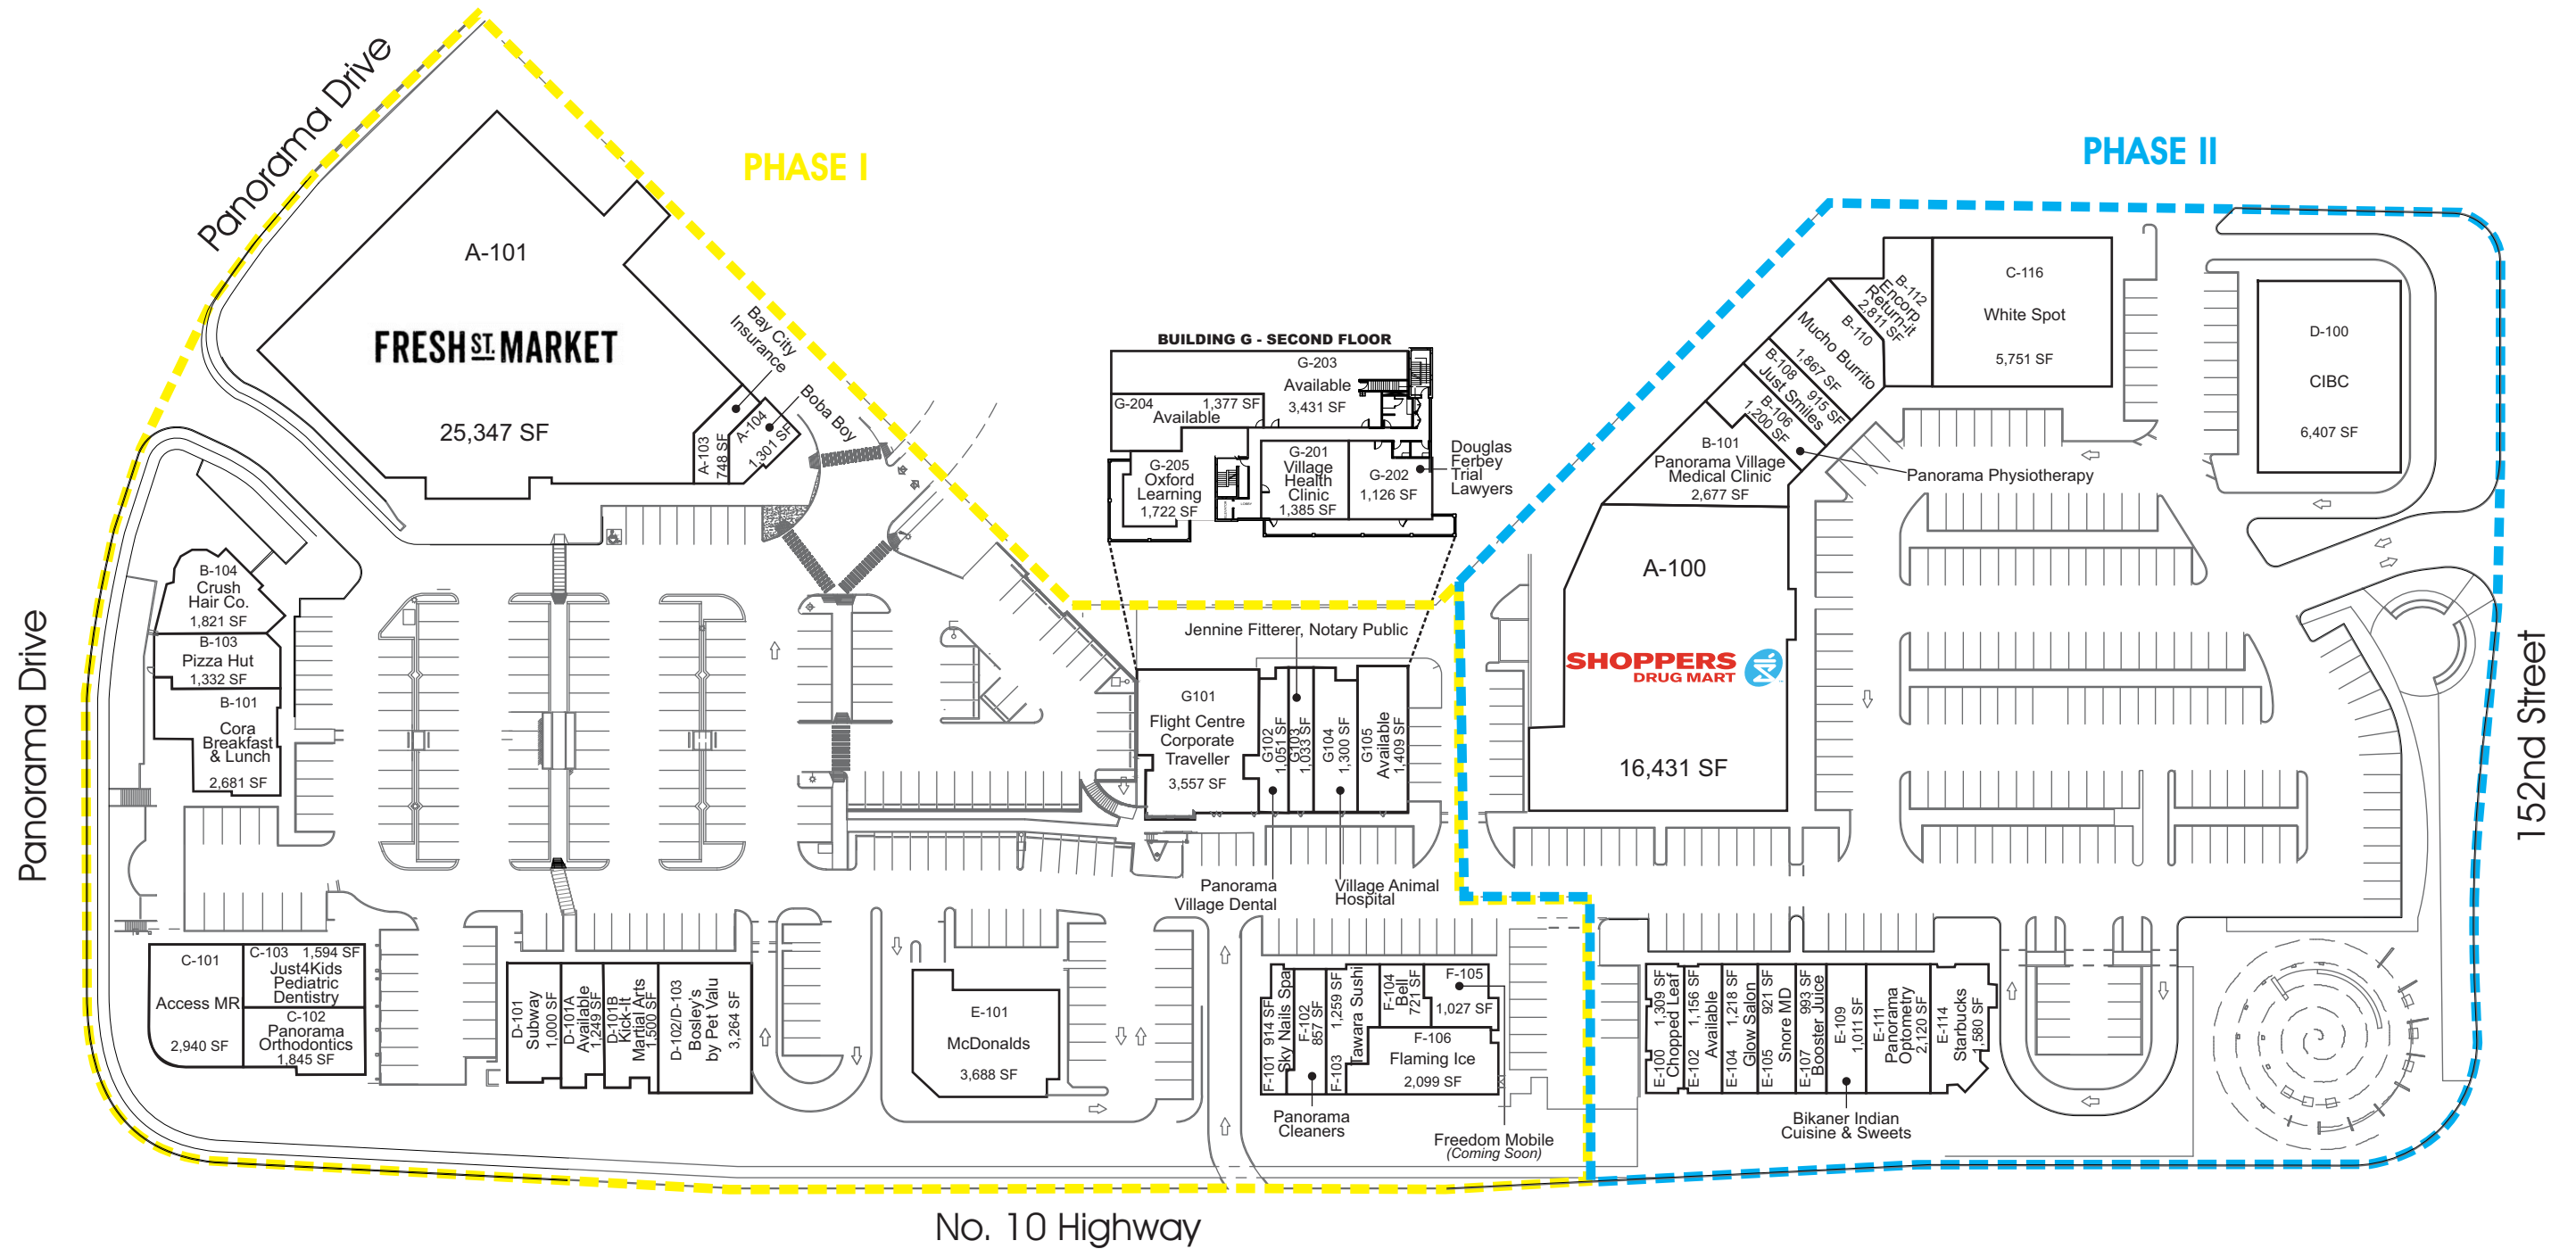 Panorama Drive
PHASE I
PHASE II
A-101
FRESH ST. MARKET
25,347 SF
Bay City
Insurance
A-103
748 SF
Boba Boy
A-104
1,301 SF
B-104
Crush
Hair Co.
1,821 SF
B-103
Pizza Hut
1,332 SF
B-101
Cora
Breakfast
& Lunch
2,681 SF
Panorama Drive
C-101
Access MR
2,940 SF
C-103 1,594 SF
Just4Kids
Pediatric
Dentistry
C-102
Panorama
Orthodontics
1,845 SF
D-101
Subway
1,000 SF
D-101A
Available
1,249 SF
D-101B
Kick-It
Martial Arts
1,500 SF
D-102/D-103
Bosley's
by Pet Valu
3,264 SF
E-101
McDonalds
3,688 SF
BUILDING G - SECOND FLOOR
G-203
Available
3,431 SF
G-204 1,377 SF
Available
G-205
Oxford
Learning
1,722 SF
G-201
Village
Health
Clinic
1,385 SF
G-202
1,126 SF
Douglas
Ferbey
Trial
Lawyers
Jennine Fitterer, Notary Public
G101
Flight Centre
Corporate
Traveller
3,557 SF
G102
1,051 SF
G103
1,033 SF
G104
1,300 SF
G105
Available
1,409 SF
Panorama
Village Dental
Village Animal
Hospital
F-101 914 SF
Sky Nails Spa
F-102
857 SF
Panorama
Cleaners
F-103 1,259 SF
Tawara Sushi
F-104
Bell
721 SF
F-105
1,027 SF
Freedom Mobile
(Coming Soon)
F-106
Flaming Ice
2,099 SF
B-112
Encorp
Return-it
2,811 SF
B-110
Mucho Burrito
1,867 SF
B-108
Just Smiles
915 SF
B-106
1,200 SF
Panorama Physiotherapy
B-101
Panorama Village
Medical Clinic
2,677 SF
C-116
White Spot
5,751 SF
D-100
CIBC
6,407 SF
A-100
SHOPPERS
DRUG MART
16,431 SF
E-100 1,309 SF
Chopped Leaf
E-102 1,156 SF
Available
E-104 1,218 SF
Glow Salon
E-105 921 SF
Snore MD
E-107 993 SF
Booster Juice
E-109
1,011 SF
Bikaner Indian
Cuisine & Sweets
E-111
Panorama
Optometry
2,120 SF
E-114
Starbucks
1,580 SF
152nd Street
No. 10 Highway